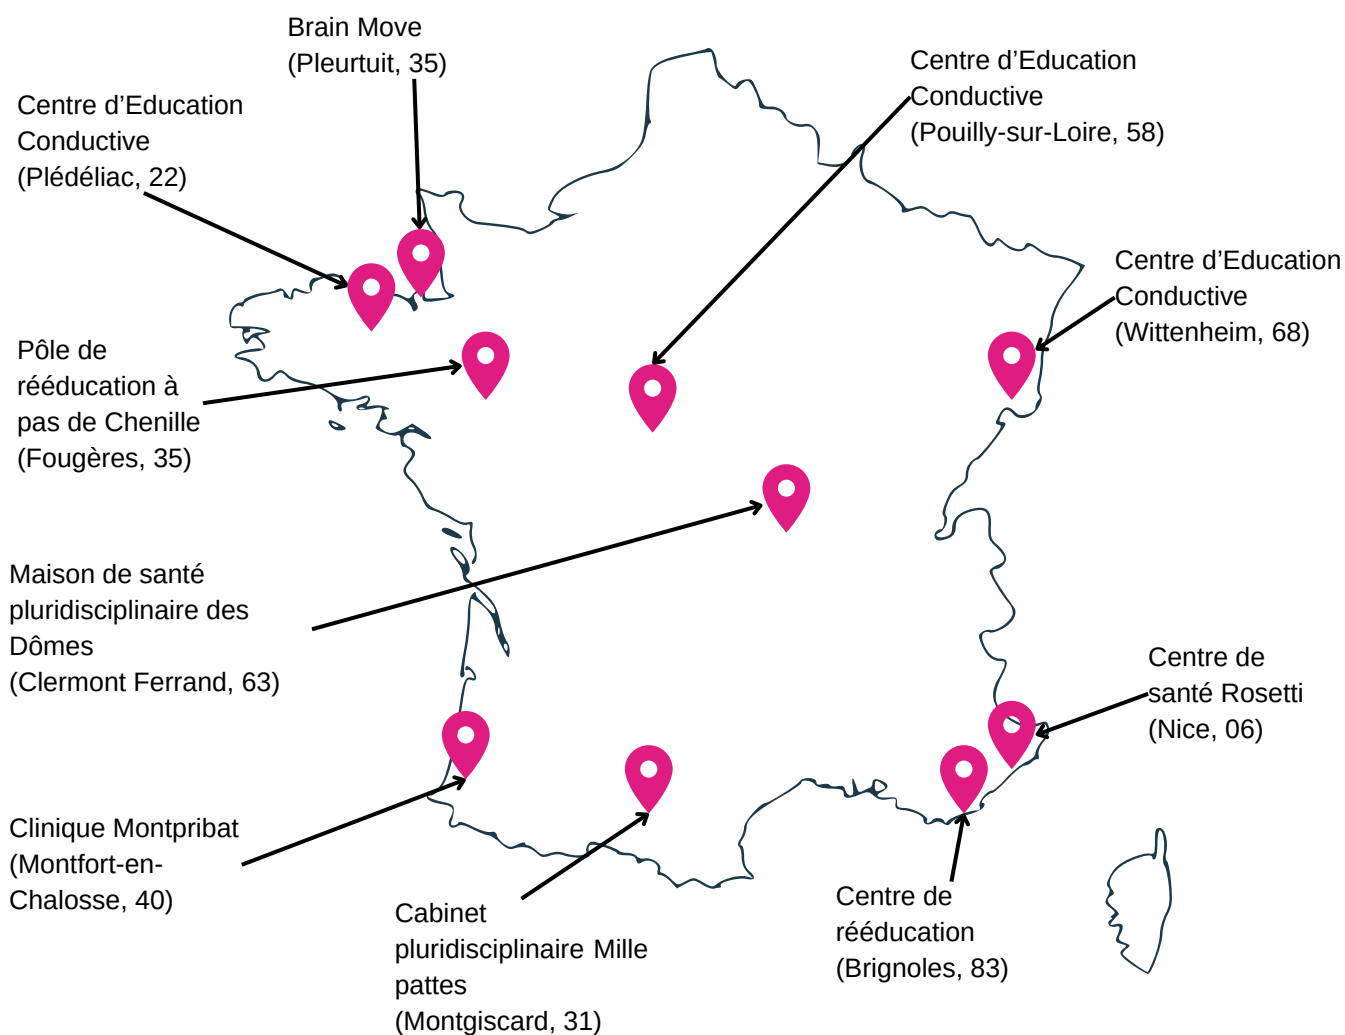 Brain Move
(Pleurtuit, 35)
Centre d’Education
Conductive
(Pouilly-sur-Loire, 58)
Centre d’Education
Conductive
(Plédéliac, 22)
Centre d’Education
Conductive
(Wittenheim, 68)
Pôle de
rééducation à
pas de Chenille
(Fougères, 35)
Maison de santé
pluridisciplinaire des
Dômes
(Clermont Ferrand, 63)
Centre de
santé Rosetti
(Nice, 06)
Clinique Montpribat
(Montfort-en-
Chalosse, 40)
Cabinet
pluridisciplinaire Mille
pattes
(Montgiscard, 31)
Centre de
rééducation
(Brignoles, 83)